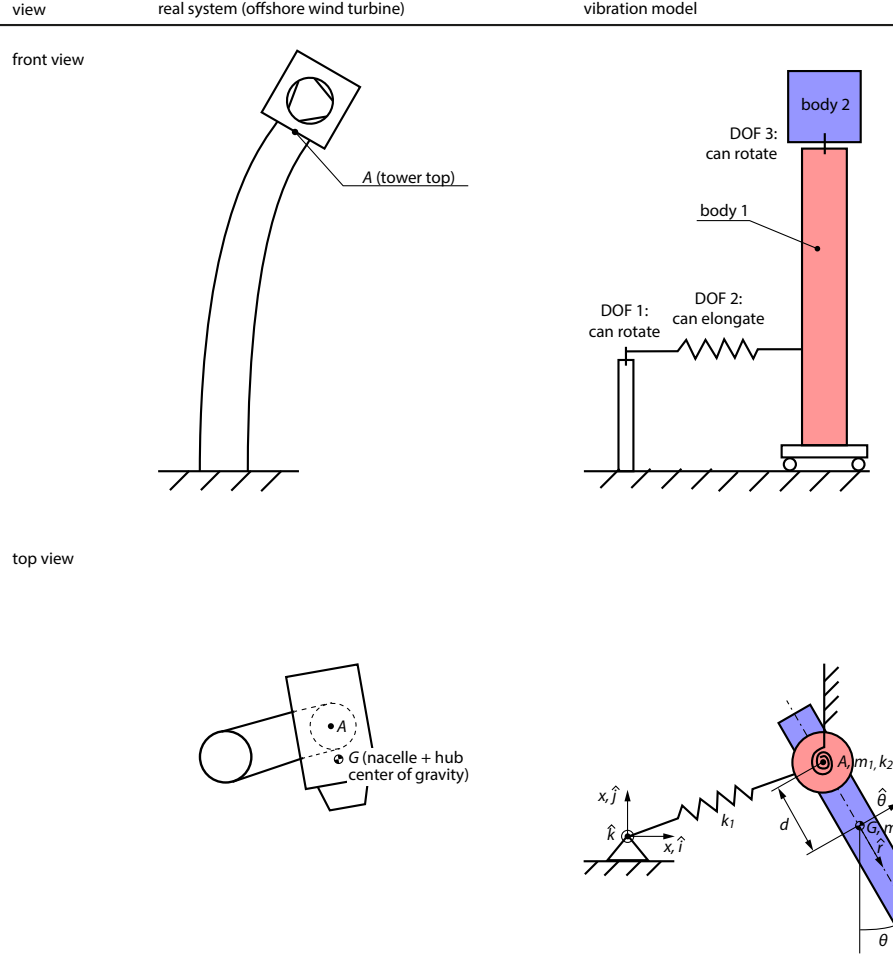 view real system (offshore wind turbine) vibration model
front view
body 2
DOF 3:
can rotate
A (tower top)
body 1
DOF 1:
can rotate
DOF 2:
can elongate
top view
A
G (nacelle + hub
center of gravity)
A, m₁, k₂
x, ĵ
k̂
x, î
k₁
d
θ̂
G, m
r̂
θ